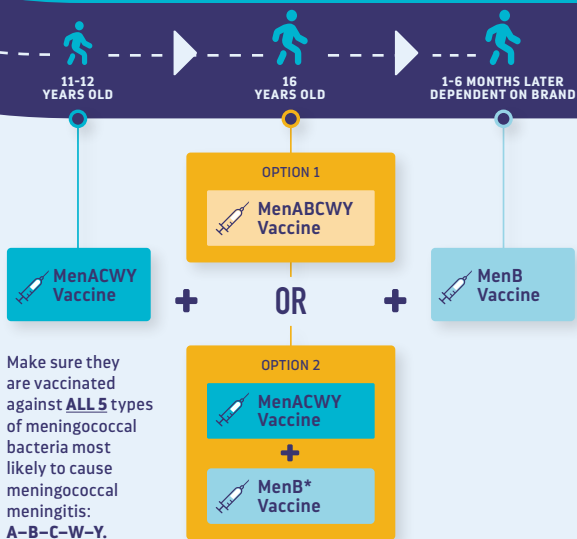 11-12
YEARS OLD
16
YEARS OLD
1-6 MONTHS LATER
DEPENDENT ON BRAND
MenACWY
Vaccine
Make sure they
are vaccinated
against ALL 5 types
of meningococcal
bacteria most
likely to cause
meningococcal
meningitis:
A–B–C–W–Y.
+
OPTION 1
MenABCWY
Vaccine
OR
OPTION 2
MenACWY
Vaccine
+
MenB*
Vaccine
+
MenB
Vaccine